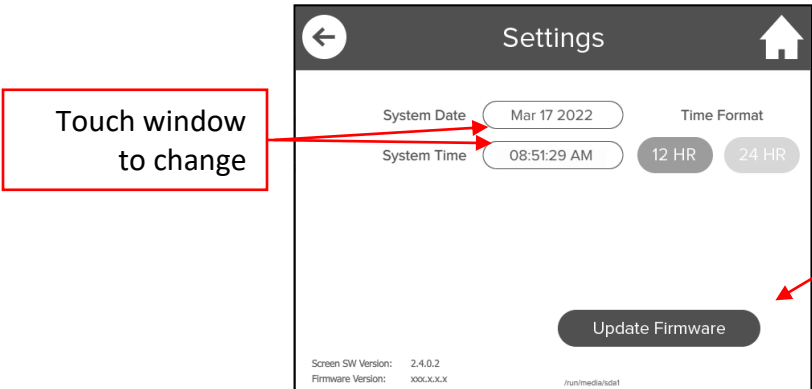 Settings
Touch window
to change
System Date Mar 17 2022 Time Format
System Time 08:51:29 AM 12 HR 24 HR
Update Firmware
Screen SW Version: 2.4.0.2
Firmware Version: xxx.x.x.x /run/media/sda1